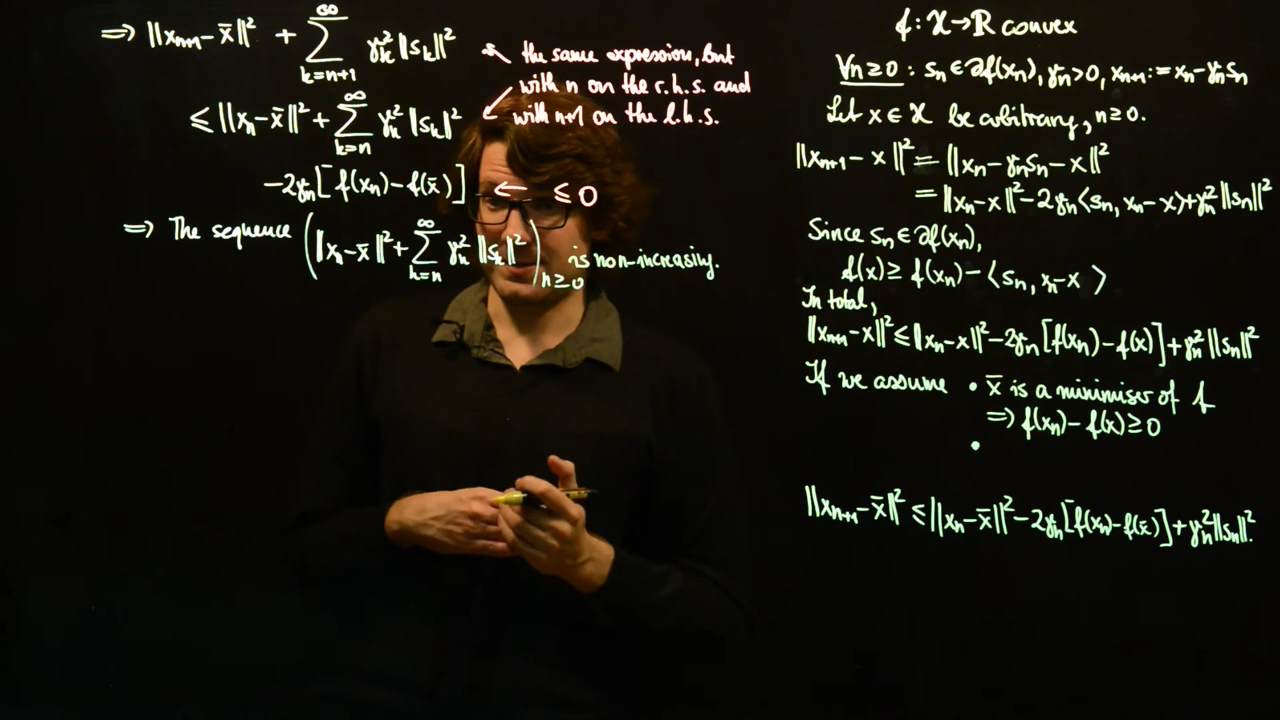 ⇒ ||xₙ₊₁ - x̄||² + ∑_{k=n+1}^{∞} γₖ² ||sₖ||²
the same expression, but
with n on the r.h.s. and
with n+1 on the l.h.s.
≤ ||xₙ - x̄||² + ∑_{k=n}^{∞} γₖ² ||sₖ||²
-2γₙ[f(xₙ) - f(x̄)] ← ≤ 0
⇒ The sequence (||xₙ - x̄||² + ∑_{k=n}^{∞} γₖ² ||sₖ||²)_{n≥0} is non-increasing.
f: X → ℝ convex
∀n ≥ 0 : sₙ ∈ ∂f(xₙ), γₙ > 0, xₙ₊₁ := xₙ - γₙsₙ
Let x ∈ X be arbitrary, n ≥ 0.
||xₙ₊₁ - x||² = ||xₙ - γₙsₙ - x||²
= ||xₙ - x||² - 2γₙ⟨sₙ, xₙ - x⟩ + γₙ² ||sₙ||²
Since sₙ ∈ ∂f(xₙ),
f(x) ≥ f(xₙ) - ⟨sₙ, xₙ - x⟩
In total,
||xₙ₊₁ - x||² ≤ ||xₙ - x||² - 2γₙ[f(xₙ) - f(x)] + γₙ² ||sₙ||²
If we assume • x̄ is a minimiser of f
⇒ f(xₙ) - f(x) ≥ 0
•
||xₙ₊₁ - x̄||² ≤ ||xₙ - x̄||² - 2γₙ[f(xₙ) - f(x̄)] + γₙ² ||sₙ||².